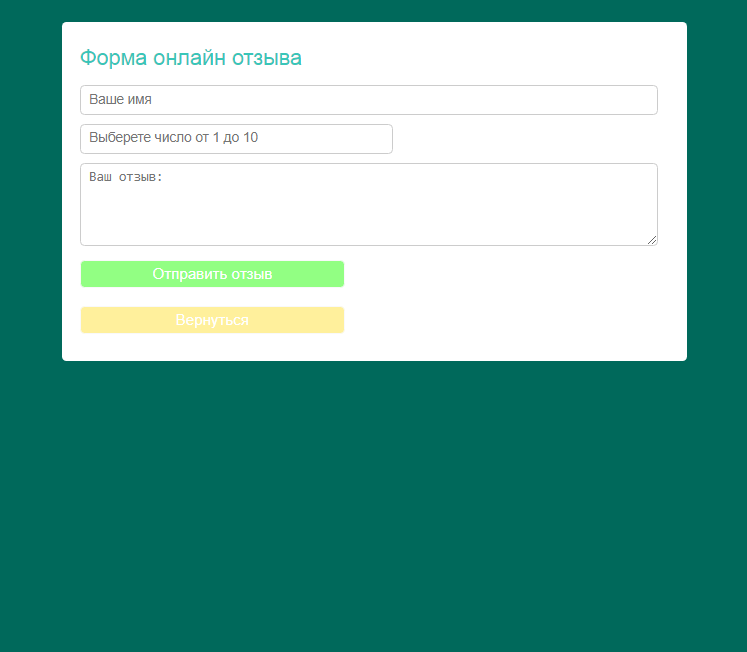 Форма онлайн отзыва
Ваше имя
Выберете число от 1 до 10
Ваш отзыв:
Отправить отзыв
Вернуться